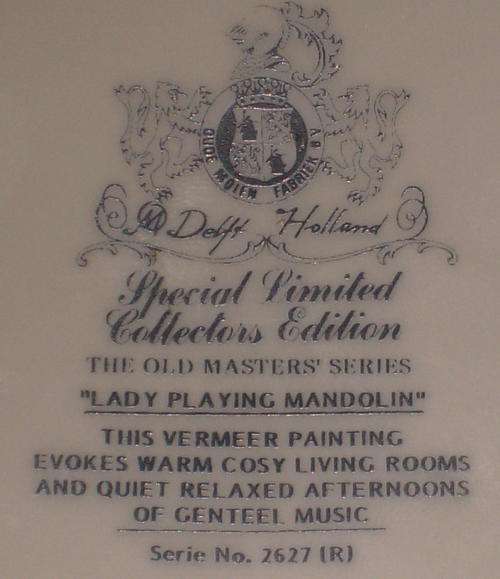 OUDE MOLEN FABRIEK
Delft Holland
Special Limited
Collectors Edition
THE OLD MASTERS' SERIES
"LADY PLAYING MANDOLIN"
THIS VERMEER PAINTING
EVOKES WARM COSY LIVING ROOMS
AND QUIET RELAXED AFTERNOONS
OF GENTEEL MUSIC
Serie No. 2627 (R)